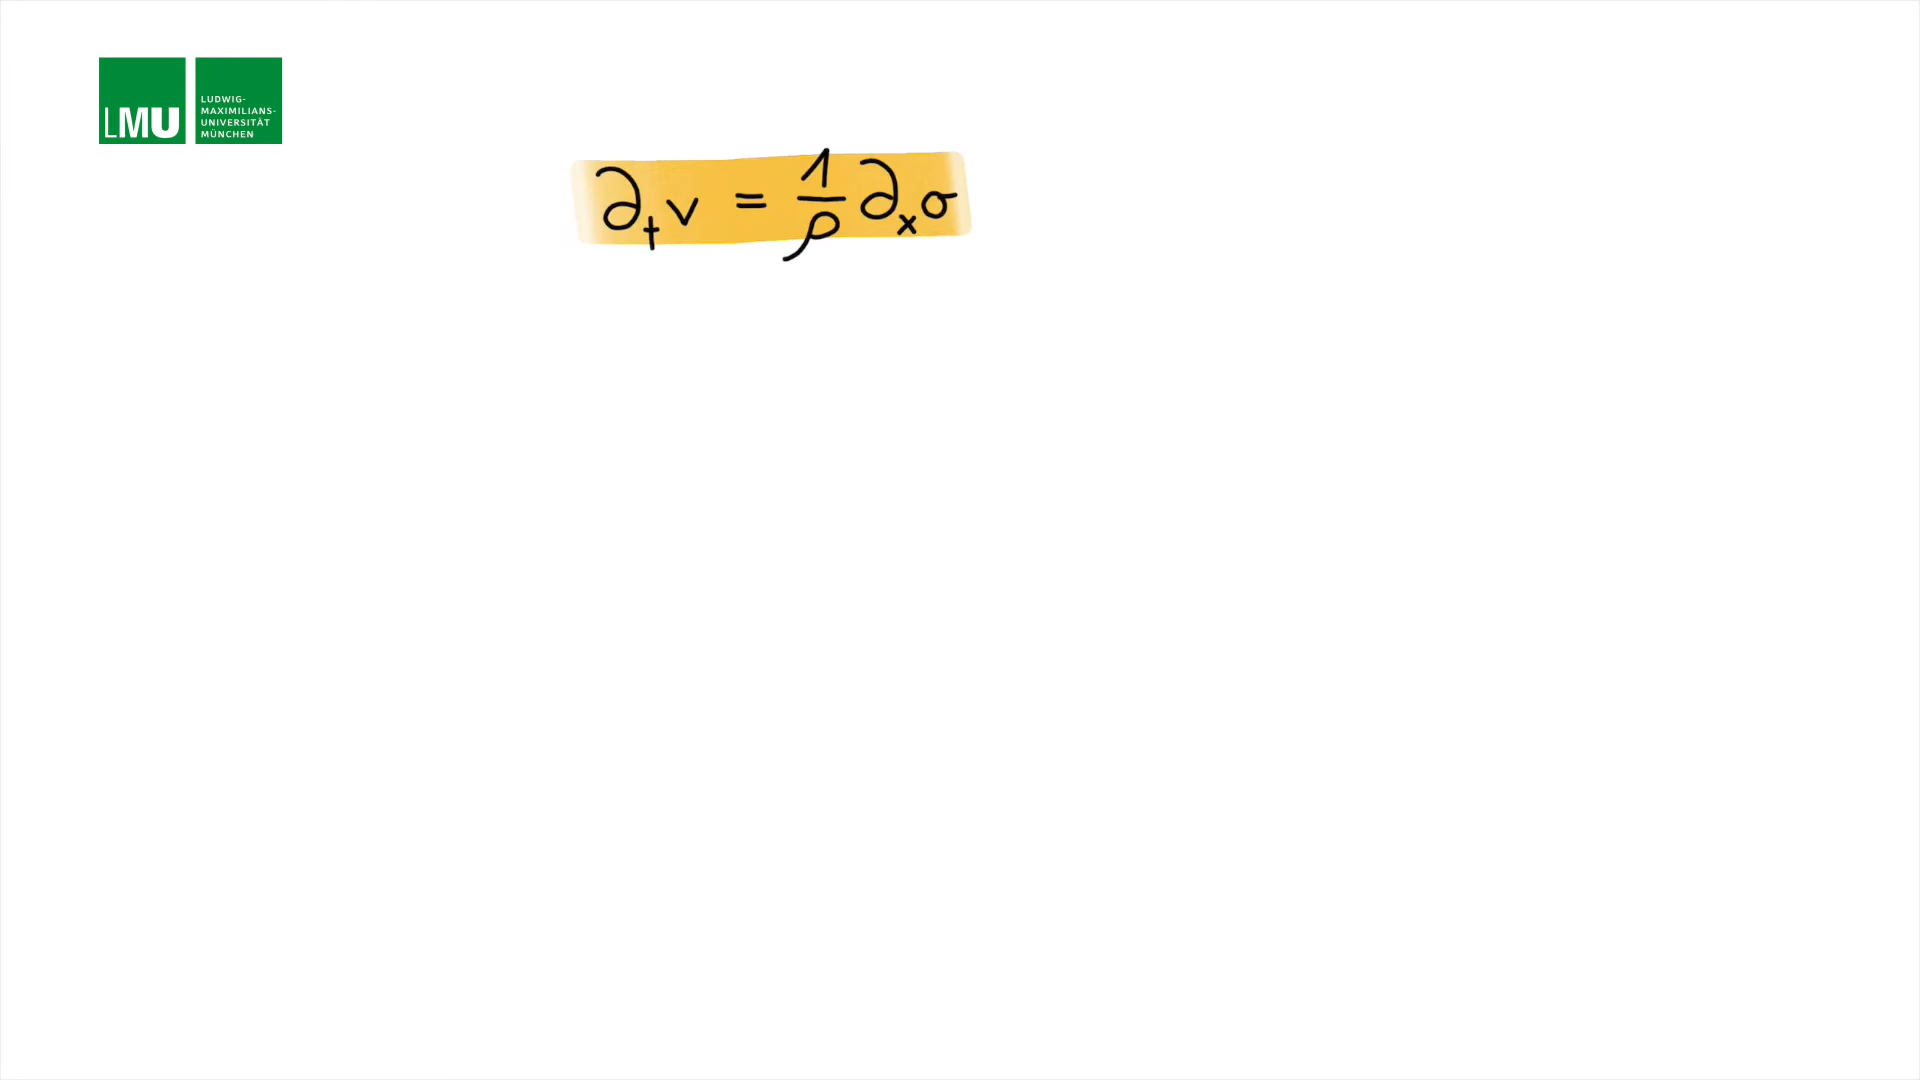 LMU
LUDWIG-
MAXIMILIANS-
UNIVERSITÄT
MÜNCHEN
∂ₜv = 1/ρ ∂ₓσ